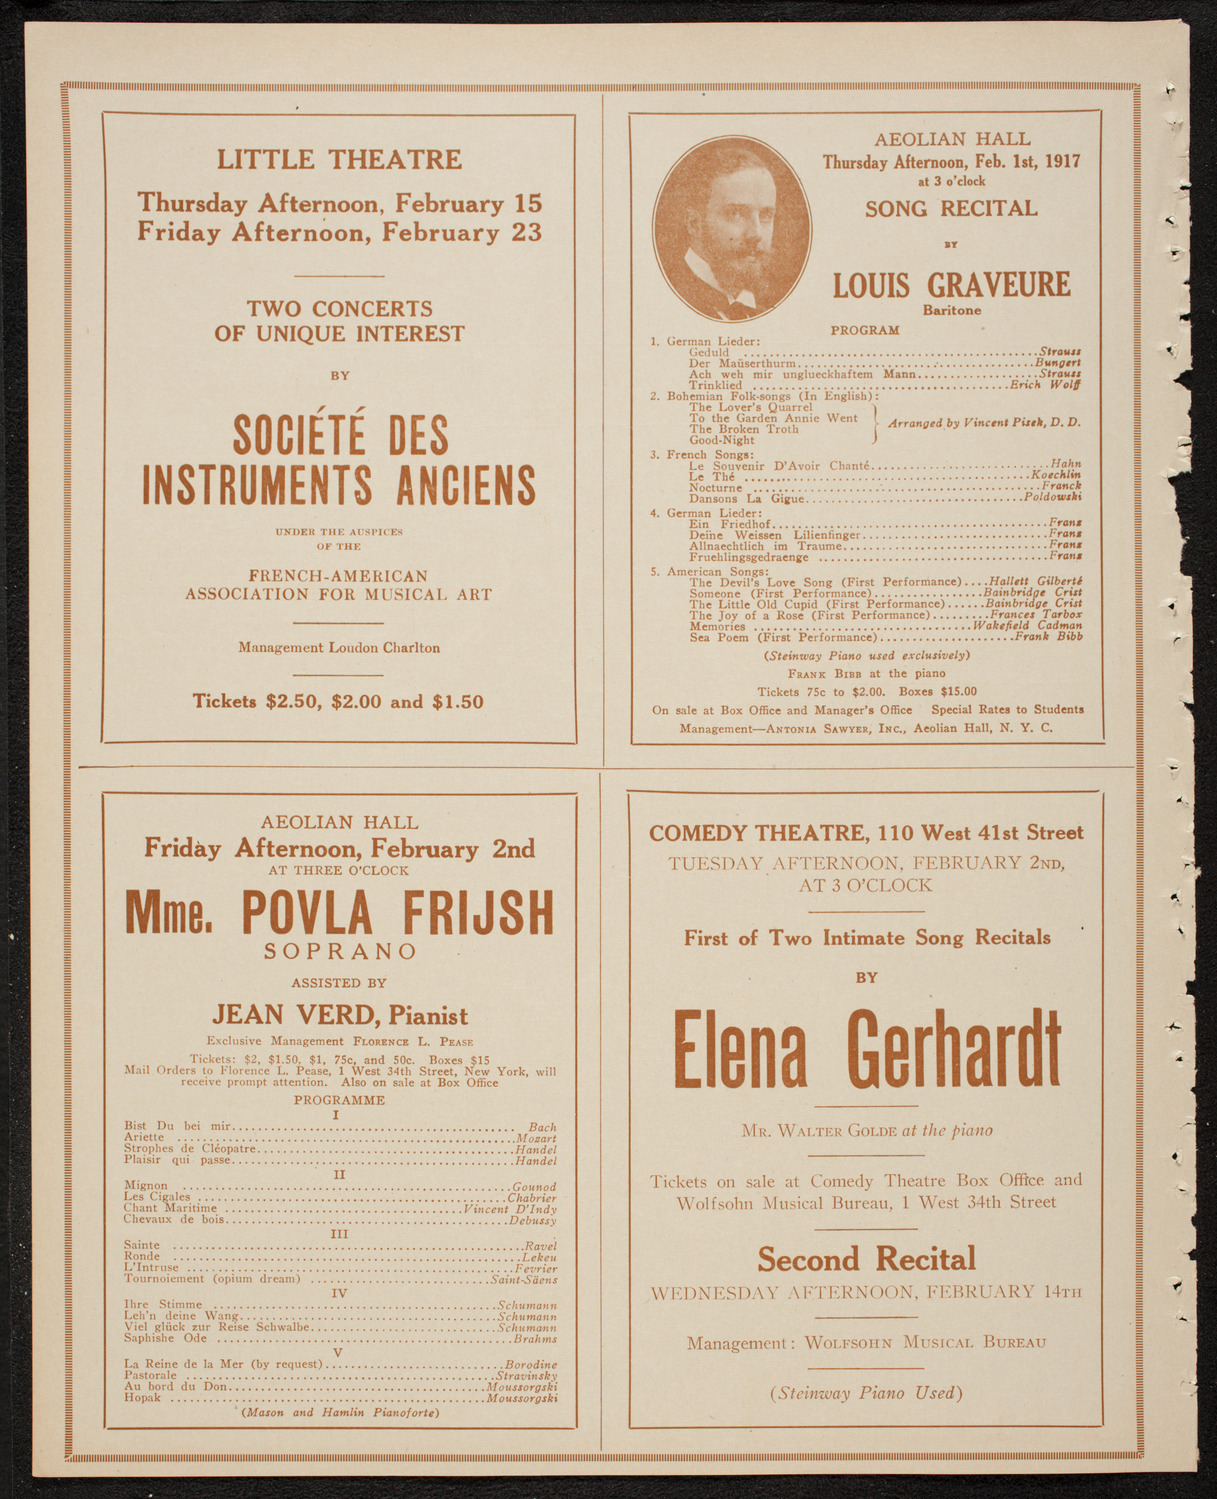 LITTLE THEATRE
Thursday Afternoon, February 15
Friday Afternoon, February 23
TWO CONCERTS
OF UNIQUE INTEREST
BY
SOCIÉTÉ DES
INSTRUMENTS ANCIENS
UNDER THE AUSPICES
OF THE
FRENCH-AMERICAN
ASSOCIATION FOR MUSICAL ART
Management Loudon Charlton
Tickets $2.50, $2.00 and $1.50
AEOLIAN HALL
Thursday Afternoon, Feb. 1st, 1917
at 3 o'clock
SONG RECITAL
BY
LOUIS GRAVEURE
Baritone
PROGRAM
1. German Lieder:
Geduld ........ Strauss
Der Maüserthurm ........ Bungert
Ach weh mir unglueckhaftem Mann ........ Strauss
Trinklied ........ Erich Wolff
2. Bohemian Folk-songs (In English):
The Lover's Quarrel
To the Garden Annie Went
The Broken Troth
Good-Night
Arranged by Vincent Pisek, D. D.
3. French Songs:
Le Souvenir D'Avoir Chanté ........ Hahn
Le Thé ........ Koechlin
Nocturne ........ Franck
Dansons La Gigue ........ Poldowski
4. German Lieder:
Ein Friedhof ........ Franz
Deine Weissen Lilienfinger ........ Franz
Allnaechtlich im Traume ........ Franz
Fruehlingsgedraenge ........ Franz
5. American Songs:
The Devil's Love Song (First Performance) .... Hallett Gilberté
Someone (First Performance) ........ Bainbridge Crist
The Little Old Cupid (First Performance) ...... Bainbridge Crist
The Joy of a Rose (First Performance) ........ Frances Tarbox
Memories ........ Wakefield Cadman
Sea Poem (First Performance) ........ Frank Bibb
(Steinway Piano used exclusively)
FRANK BIBB at the piano
Tickets 75c to $2.00. Boxes $15.00
On sale at Box Office and Manager's Office Special Rates to Students
Management—ANTONIA SAWYER, INC., Aeolian Hall, N. Y. C.
AEOLIAN HALL
Friday Afternoon, February 2nd
AT THREE O'CLOCK
Mme. POVLA FRIJSH
SOPRANO
ASSISTED BY
JEAN VERD, Pianist
Exclusive Management FLORENCE L. PEASE
Tickets: $2, $1.50, $1, 75c, and 50c. Boxes $15
Mail Orders to Florence L. Pease, 1 West 34th Street, New York, will
receive prompt attention. Also on sale at Box Office
PROGRAMME
I
Bist Du bei mir ........ Bach
Ariette ........ Mozart
Strophes de Cléopatre ........ Handel
Plaisir qui passe ........ Handel
II
Mignon ........ Gounod
Les Cigales ........ Chabrier
Chant Maritime ........ Vincent D'Indy
Chevaux de bois ........ Debussy
III
Sainte ........ Ravel
Ronde ........ Lekeu
L'Intruse ........ Fevrier
Tournoiement (opium dream) ........ Saint-Säens
IV
Ihre Stimme ........ Schumann
Leh'n deine Wang ........ Schumann
Viel glück zur Reise Schwalbe ........ Schumann
Saphishe Ode ........ Brahms
V
La Reine de la Mer (by request) ........ Borodine
Pastorale ........ Stravinsky
Au bord du Don ........ Moussorgski
Hopak ........ Moussorgski
(Mason and Hamlin Pianoforte)
COMEDY THEATRE, 110 West 41st Street
TUESDAY AFTERNOON, FEBRUARY 2ND,
AT 3 O'CLOCK
First of Two Intimate Song Recitals
BY
Elena Gerhardt
MR. WALTER GOLDE at the piano
Tickets on sale at Comedy Theatre Box Office and
Wolfsohn Musical Bureau, 1 West 34th Street
Second Recital
WEDNESDAY AFTERNOON, FEBRUARY 14TH
Management: WOLFSOHN MUSICAL BUREAU
(Steinway Piano Used)